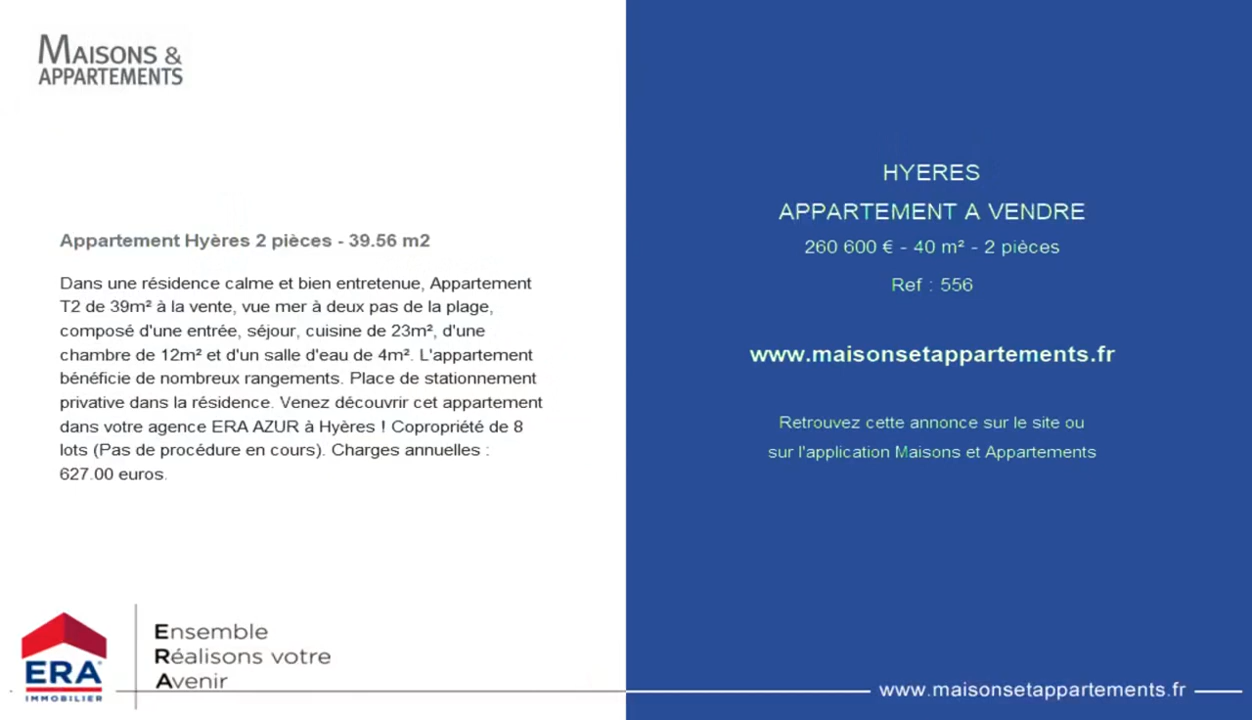 MAISONS &
APPARTEMENTS
Appartement Hyères 2 pièces - 39.56 m2
Dans une résidence calme et bien entretenue, Appartement
T2 de 39m² à la vente, vue mer à deux pas de la plage,
composé d'une entrée, séjour, cuisine de 23m², d'une
chambre de 12m² et d'un salle d'eau de 4m². L'appartement
bénéficie de nombreux rangements. Place de stationnement
privative dans la résidence. Venez découvrir cet appartement
dans votre agence ERA AZUR à Hyères ! Copropriété de 8
lots (Pas de procédure en cours). Charges annuelles :
627.00 euros.
ERA
IMMOBILIER
Ensemble
Réalisons votre
Avenir
HYERES
APPARTEMENT A VENDRE
260 600 € - 40 m² - 2 pièces
Ref : 556
www.maisonsetappartements.fr
Retrouvez cette annonce sur le site ou
sur l'application Maisons et Appartements
www.maisonsetappartements.fr